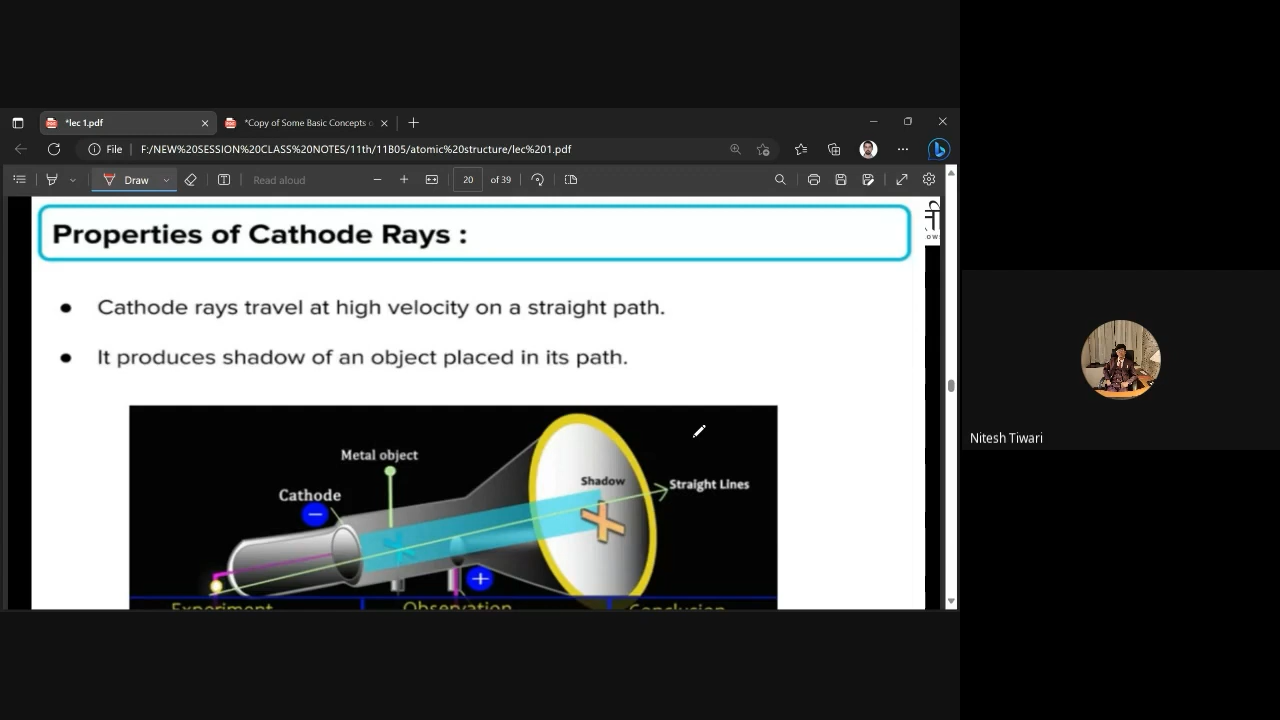 *lec 1.pdf
*Copy of Some Basic Concepts
File
F:/NEW%20SESSION%20CLASS%20NOTES/11th/11B05/atomic%20structure/lec%201.pdf
Draw
Read aloud
20
of 39
Properties of Cathode Rays :
• Cathode rays travel at high velocity on a straight path.
• It produces shadow of an object placed in its path.
Metal object
Cathode
−
Shadow
Straight Lines
+
Experiment
Observation
Conclusion
Nitesh Tiwari